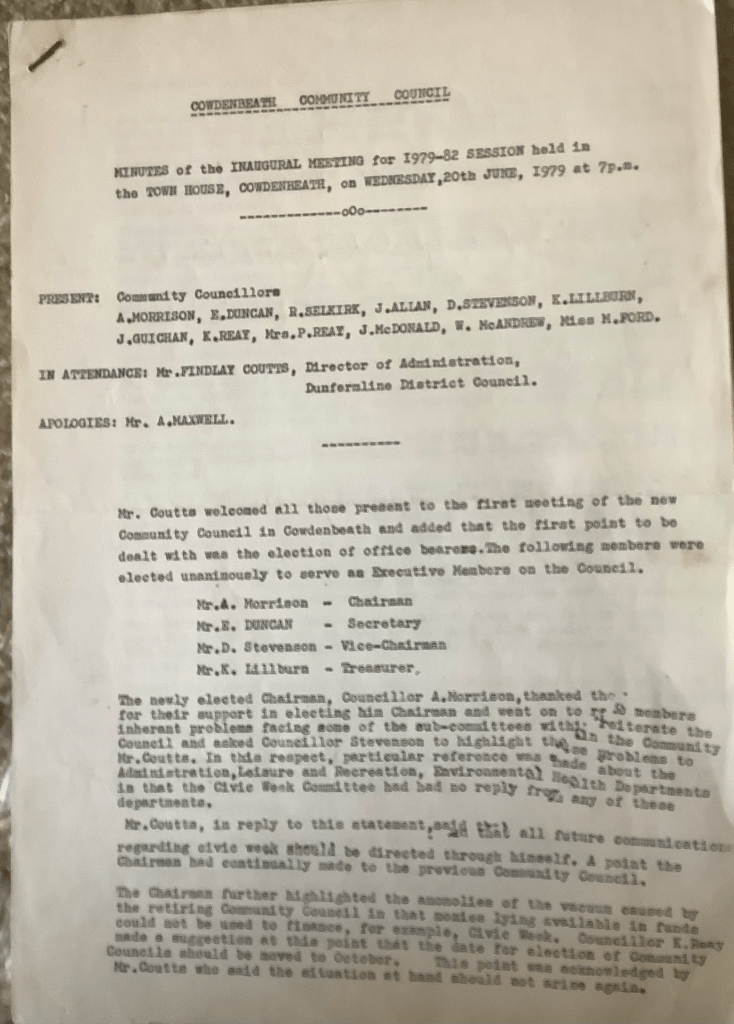 COWDENBEATH COMMUNITY COUNCIL
MINUTES of the INAUGURAL MEETING for 1979-82 SESSION held in
the TOWN HOUSE, COWDENBEATH, on WEDNESDAY,20th JUNE, 1979 at 7p.m.
-------------oOo--------
PRESENT: Community Councillors
A.MORRISON, E.DUNCAN, R.SELKIRK, J.ALLAN, D.STEVENSON, K.LILLBURN,
J.GUICHAN, K.REAY, Mrs.P.REAY, J.McDONALD, W. McANDREW, Miss M.FORD.
IN ATTENDANCE: Mr.FINDLAY COUTTS, Director of Administration,
Dunfermline District Council.
APOLOGIES: Mr. A.MAXWELL.
----------
Mr. Coutts welcomed all those present to the first meeting of the new
Community Council in Cowdenbeath and added that the first point to be
dealt with was the election of office bearers.The following members were
elected unanimously to serve as Executive Members on the Council.
Mr.A. Morrison - Chairman
Mr.E. DUNCAN - Secretary
Mr.D. Stevenson - Vice-Chairman
Mr.K. Lillburn - Treasurer.
The newly elected Chairman, Councillor A.Morrison,thanked the
for their support in electing him Chairman and went on to members
inherant problems facing some of the sub-committees within reiterate the
Council and asked Councillor Stevenson to highlight these in the Community
Mr.Coutts. In this respect, particular reference was made problems to
Administration,Leisure and Recreation, Environmental Health about the
in that the Civic Week Committee had had no reply from Departments
departments. any of these
Mr.Coutts, in reply to this statement,said that all future communication
regarding civic week should be directed through himself. A point the
Chairman had continually made to the previous Community Council.
The Chairman further highlighted the anomolies of the vacuum caused by
the retiring Community Council in that monies lying available in funds
could not be used to finance, for example, Civic Week. Councillor K.Reay
made a suggestion at this point that the date for election of Community
Councils should be moved to October. This point was acknowledged by
Mr.Coutts who said the situation at hand should not arise again.